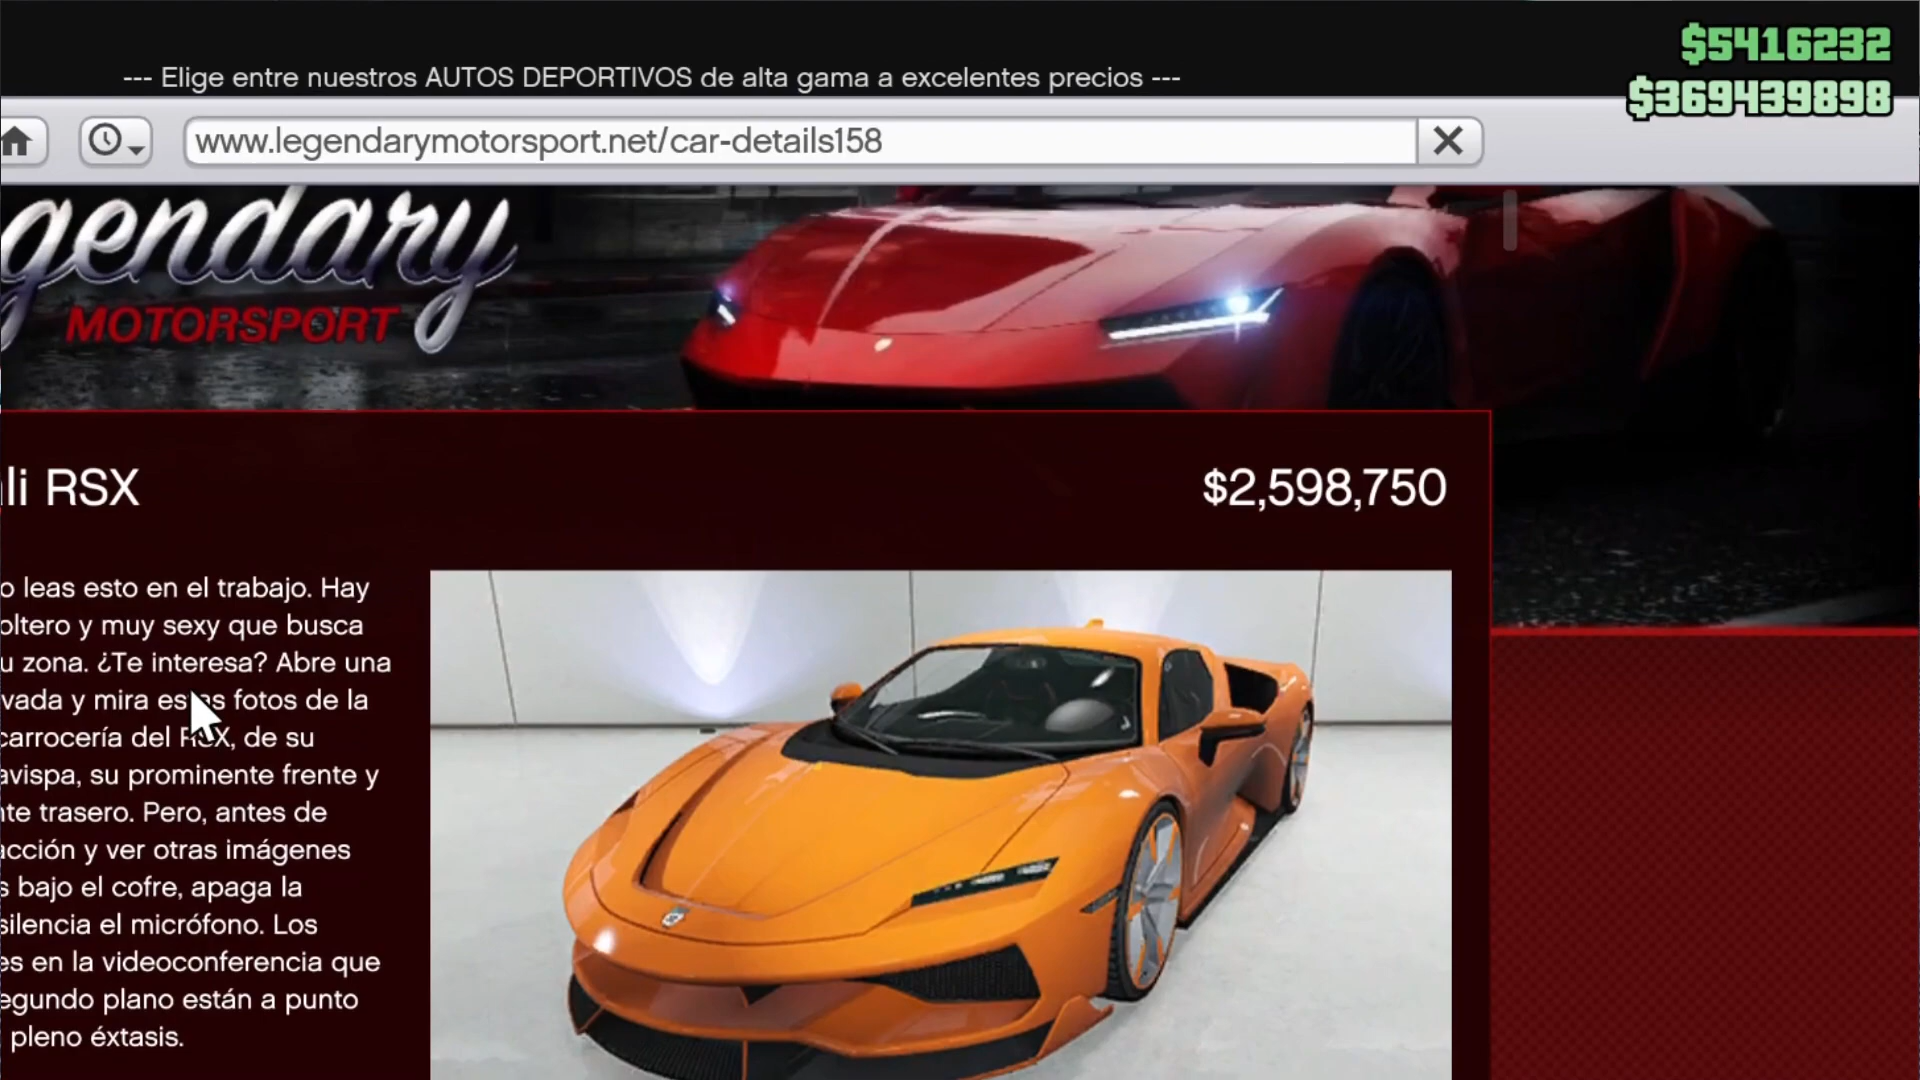 $5416232
$369439898
--- Elige entre nuestros AUTOS DEPORTIVOS de alta gama a excelentes precios ---
www.legendarymotorsport.net/car-details158
gendary
MOTORSPORT
li RSX
$2,598,750
o leas esto en el trabajo. Hay
oltero y muy sexy que busca
u zona. ¿Te interesa? Abre una
vada y mira estas fotos de la
carrocería del RSX, de su
avispa, su prominente frente y
nte trasero. Pero, antes de
acción y ver otras imágenes
s bajo el cofre, apaga la
silencia el micrófono. Los
es en la videoconferencia que
egundo plano están a punto
pleno éxtasis.